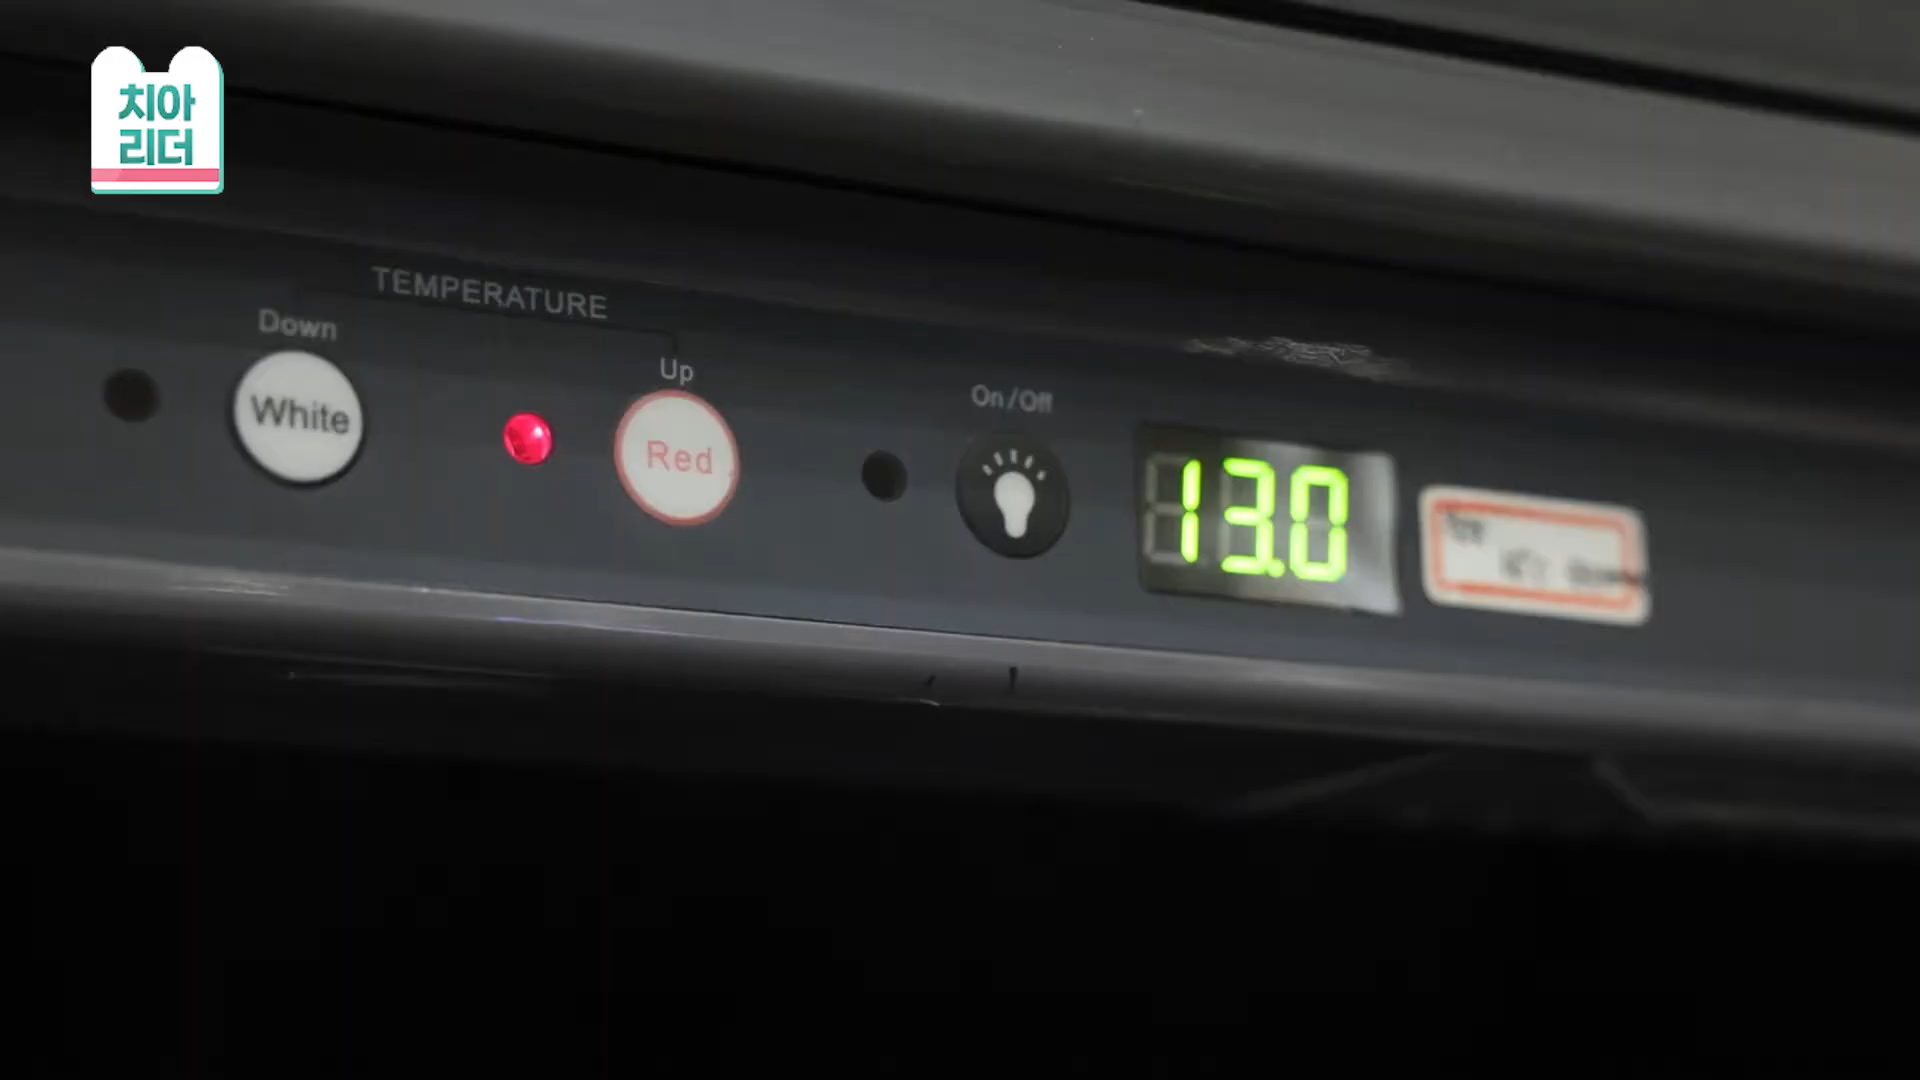 치아
리더
TEMPERATURE
Down
Up
White
Red
On/Off
13.0